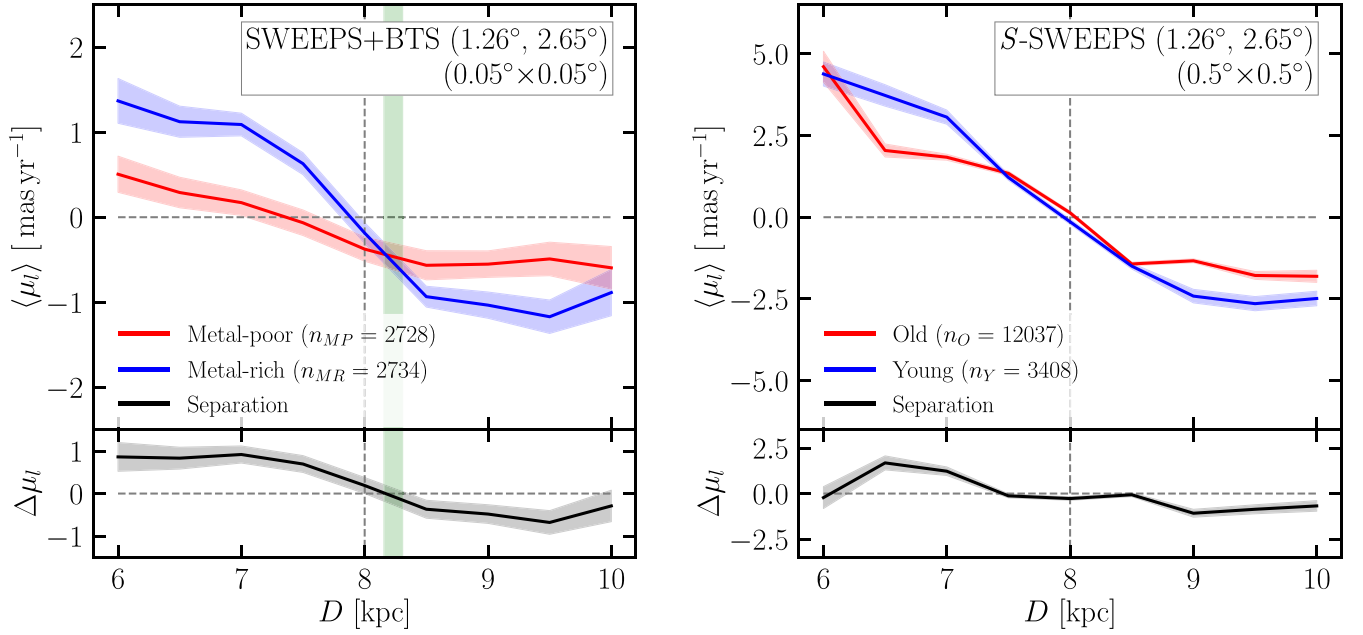 SWEEPS+BTS (1.26°, 2.65°)
(0.05°×0.05°)
⟨μ_l⟩ [ mas yr⁻¹]
2
1
0
−1
−2
Metal-poor (n_{MP} = 2728)
Metal-rich (n_{MR} = 2734)
Separation
Δμ_l
1
0
−1
6
7
8
9
10
D [kpc]
S-SWEEPS (1.26°, 2.65°)
(0.5°×0.5°)
⟨μ_l⟩ [ mas yr⁻¹]
5.0
2.5
0.0
−2.5
−5.0
Old (n_O = 12037)
Young (n_Y = 3408)
Separation
Δμ_l
2.5
0.0
−2.5
6
7
8
9
10
D [kpc]